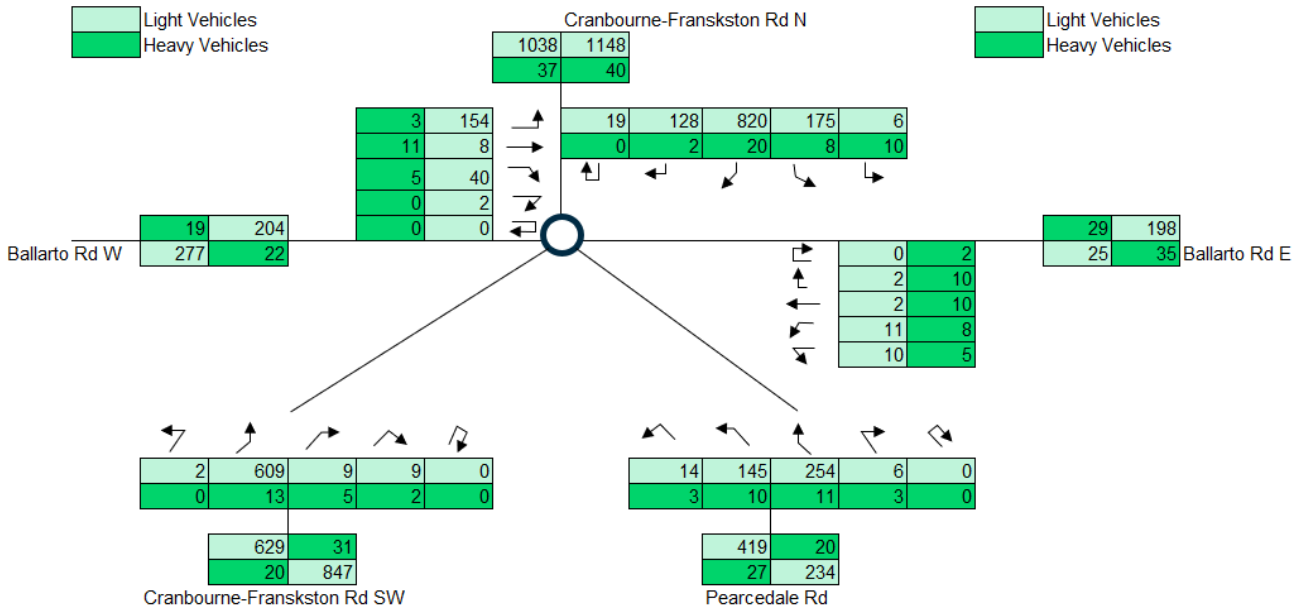 Light Vehicles
Heavy Vehicles
Cranbourne-Franskston Rd N
Light Vehicles
Heavy Vehicles
1038 1148
37 40
3 154
11 8
5 40
0 2
0 0
19 128 820 175 6
0 2 20 8 10
Ballarto Rd W
19 204
277 22
29 198
25 35
Ballarto Rd E
0 2
2 10
2 10
11 8
10 5
2 609 9 9 0
0 13 5 2 0
14 145 254 6 0
3 10 11 3 0
629 31
20 847
Cranbourne-Franskston Rd SW
419 20
27 234
Pearcedale Rd